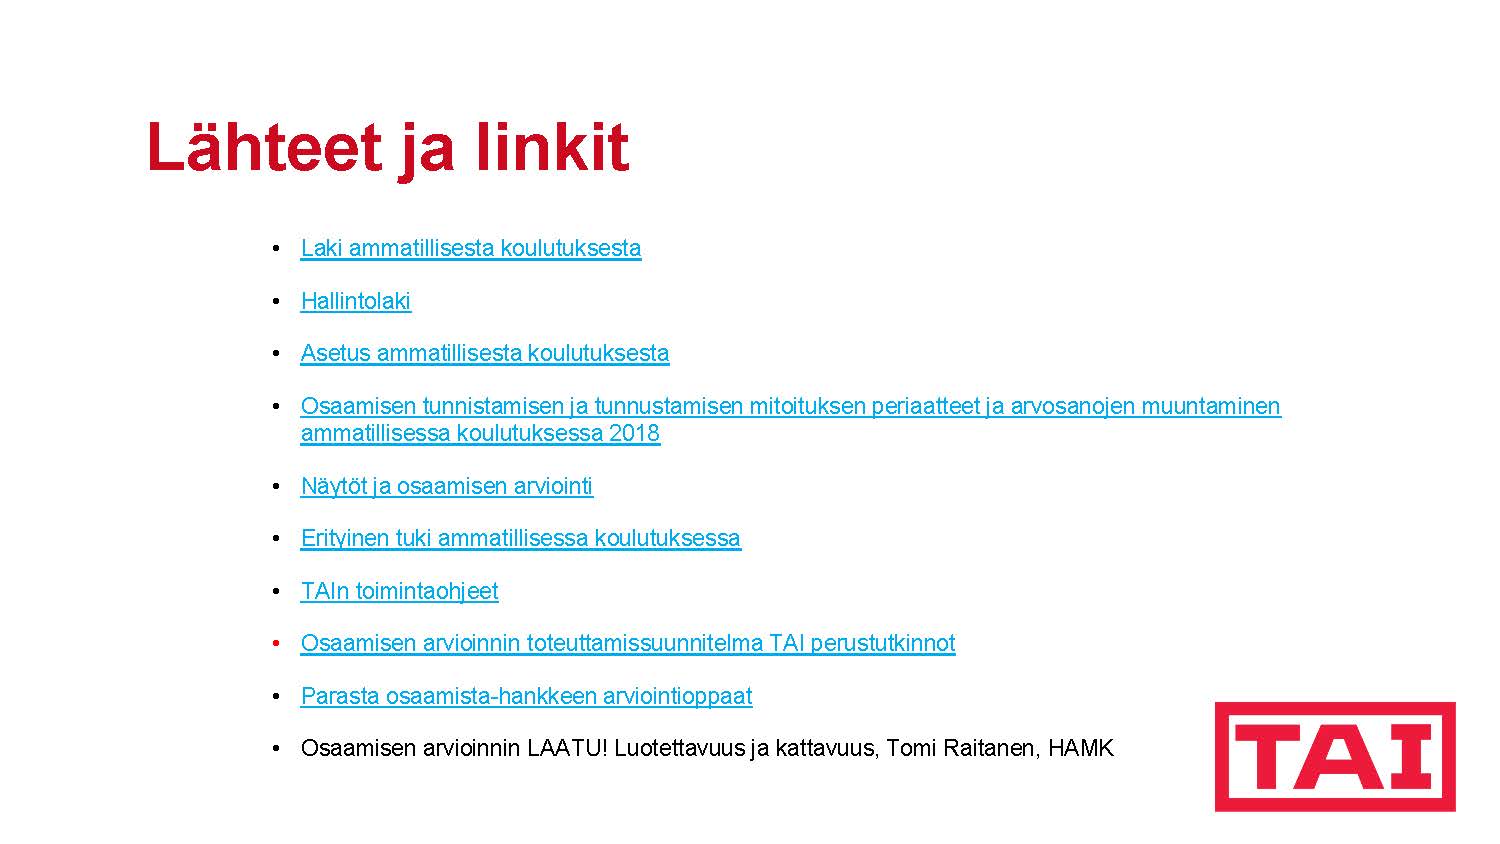 Lähteet ja linkit
• Laki ammatillisesta koulutuksesta
• Hallintolaki
• Asetus ammatillisesta koulutuksesta
• Osaamisen tunnistamisen ja tunnustamisen mitoituksen periaatteet ja arvosanojen muuntaminen
ammatillisessa koulutuksessa 2018
• Näytöt ja osaamisen arviointi
• Erityinen tuki ammatillisessa koulutuksessa
• TAIn toimintaohjeet
• Osaamisen arvioinnin toteuttamissuunnitelma TAI perustutkinnot
• Parasta osaamista-hankkeen arviointioppaat
• Osaamisen arvioinnin LAATU! Luotettavuus ja kattavuus, Tomi Raitanen, HAMK
TAI